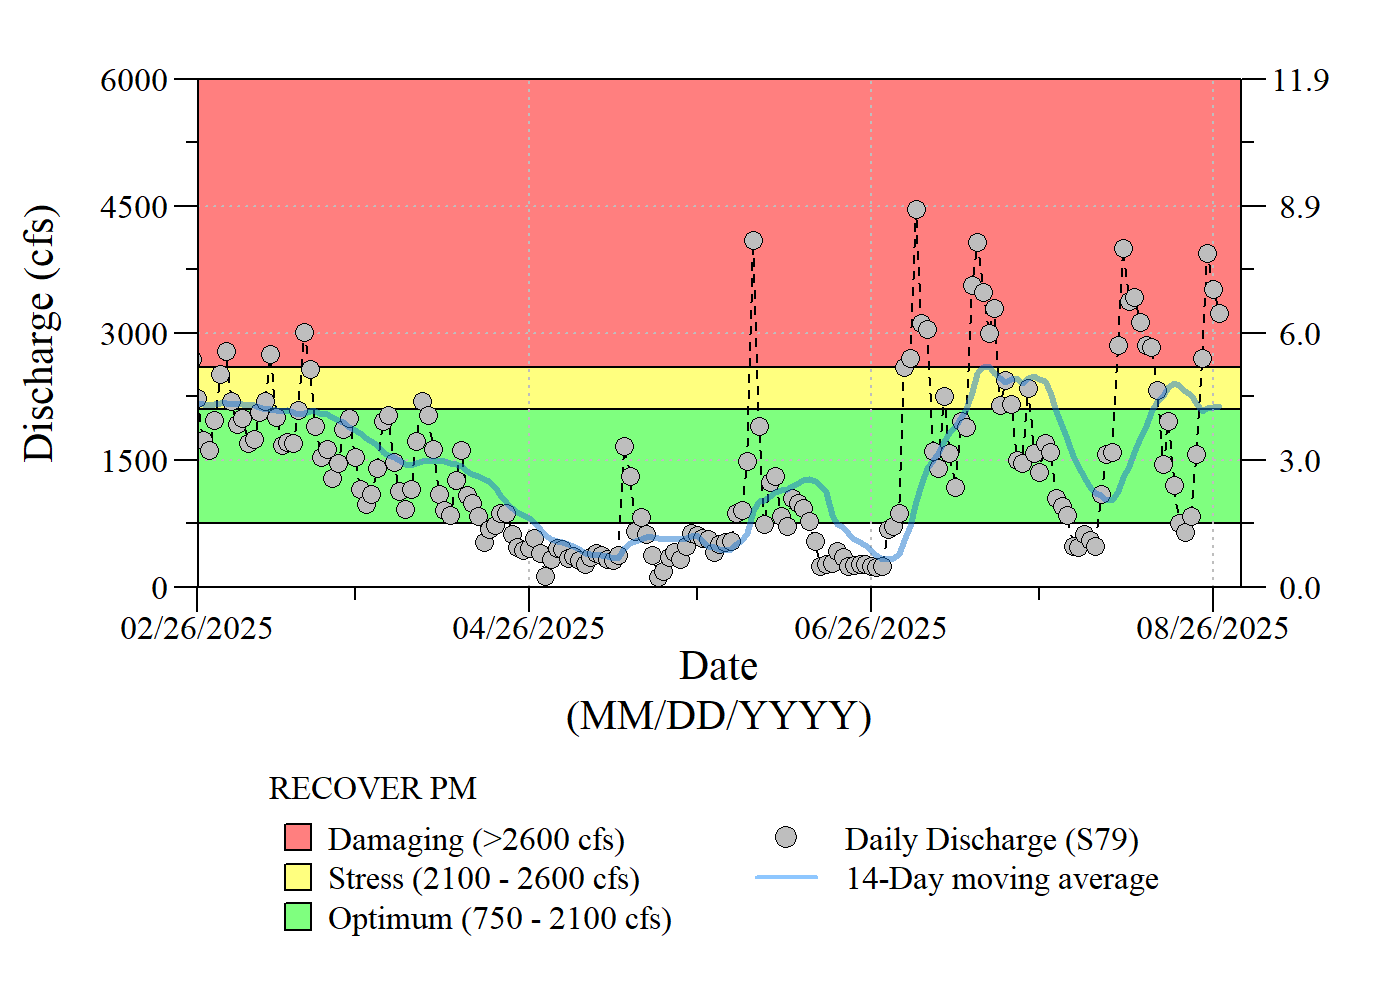 6000
4500
3000
1500
0
Discharge (cfs)
11.9
8.9
6.0
3.0
0.0
02/26/2025 04/26/2025 06/26/2025 08/26/2025
Date
(MM/DD/YYYY)
RECOVER PM
Damaging (>2600 cfs)
Stress (2100 - 2600 cfs)
Optimum (750 - 2100 cfs)
Daily Discharge (S79)
14-Day moving average